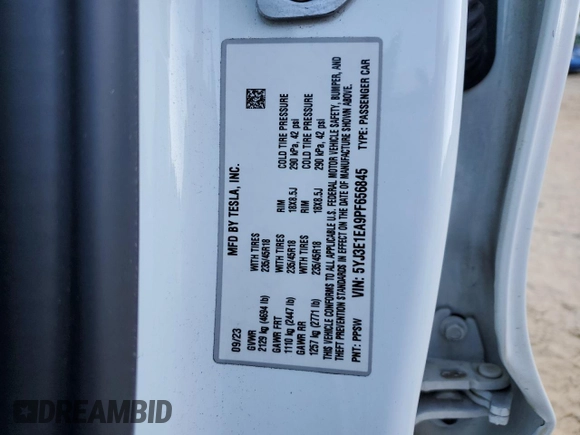 MFD BY TESLA, INC.
09/23
GVWR
2129 kg (4694 lb)
GAWR FRT
1110 kg (2447 lb)
GAWR RR
1257 kg (2771 lb)
WITH TIRES
235/45R18
WITH TIRES
235/45R18
WITH TIRES
235/45R18
RIM
18X8.5J
RIM
18X8.5J
RIM
18X8.5J
COLD TIRE PRESSURE
290 kPa, 42 psi
COLD TIRE PRESSURE
290 kPa, 42 psi
COLD TIRE PRESSURE
290 kPa, 42 psi
THIS VEHICLE CONFORMS TO ALL APPLICABLE U.S. FEDERAL MOTOR VEHICLE SAFETY, BUMPER, AND
THEFT PREVENTION STANDARDS IN EFFECT ON THE DATE OF MANUFACTURE SHOWN ABOVE.
VIN: 5YJ3E1EA9PF656845
PNT: PPSW
TYPE: PASSENGER CAR
DREAMBID